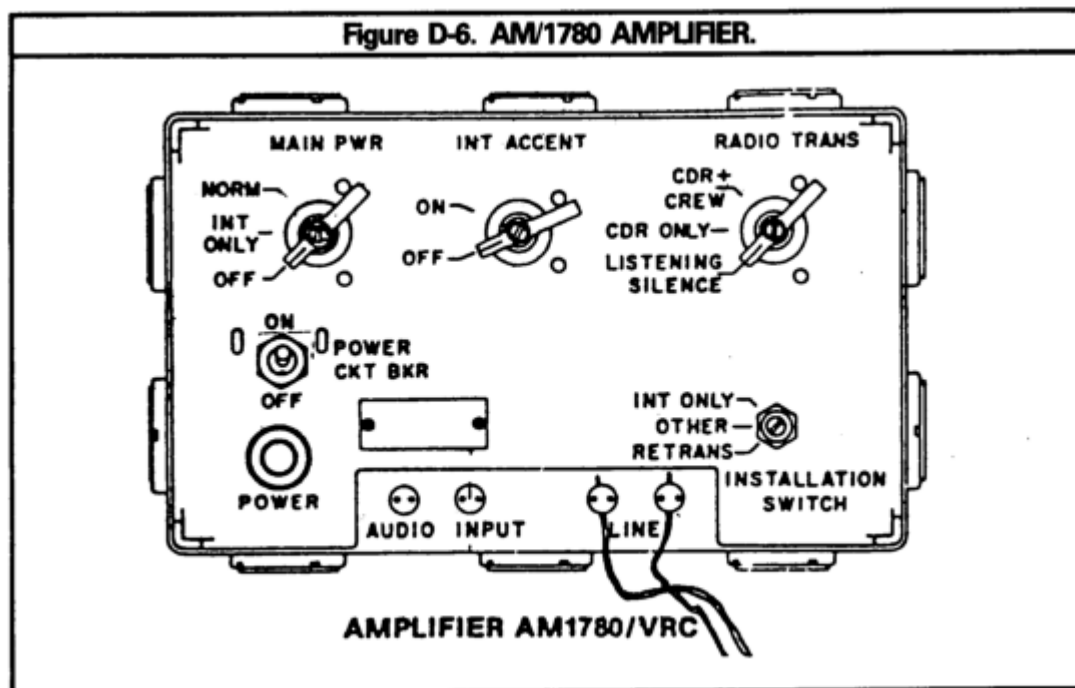 Figure D-6. AM/1780 AMPLIFIER.
MAIN PWR
INT ACCENT
RADIO TRANS
NORM
INT
ONLY
OFF
ON
OFF
CDR+
CREW
CDR ONLY
LISTENING
SILENCE
ON
POWER
CKT BKR
OFF
POWER
INT ONLY
OTHER
RETRANS
INSTALLATION
SWITCH
AUDIO INPUT
LINE
AMPLIFIER AM1780/VRC